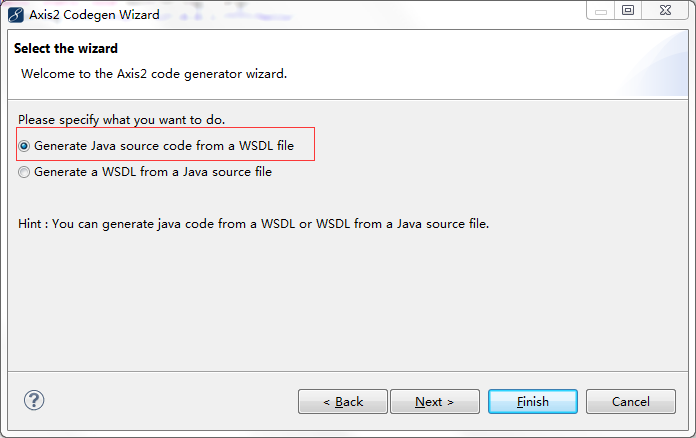 Axis2 Codegen Wizard
Select the wizard
Welcome to the Axis2 code generator wizard.
Please specify what you want to do.
Generate Java source code from a WSDL file
Generate a WSDL from a Java source file
Hint : You can generate java code from a WSDL or WSDL from a Java source file.
? < Back Next > Finish Cancel